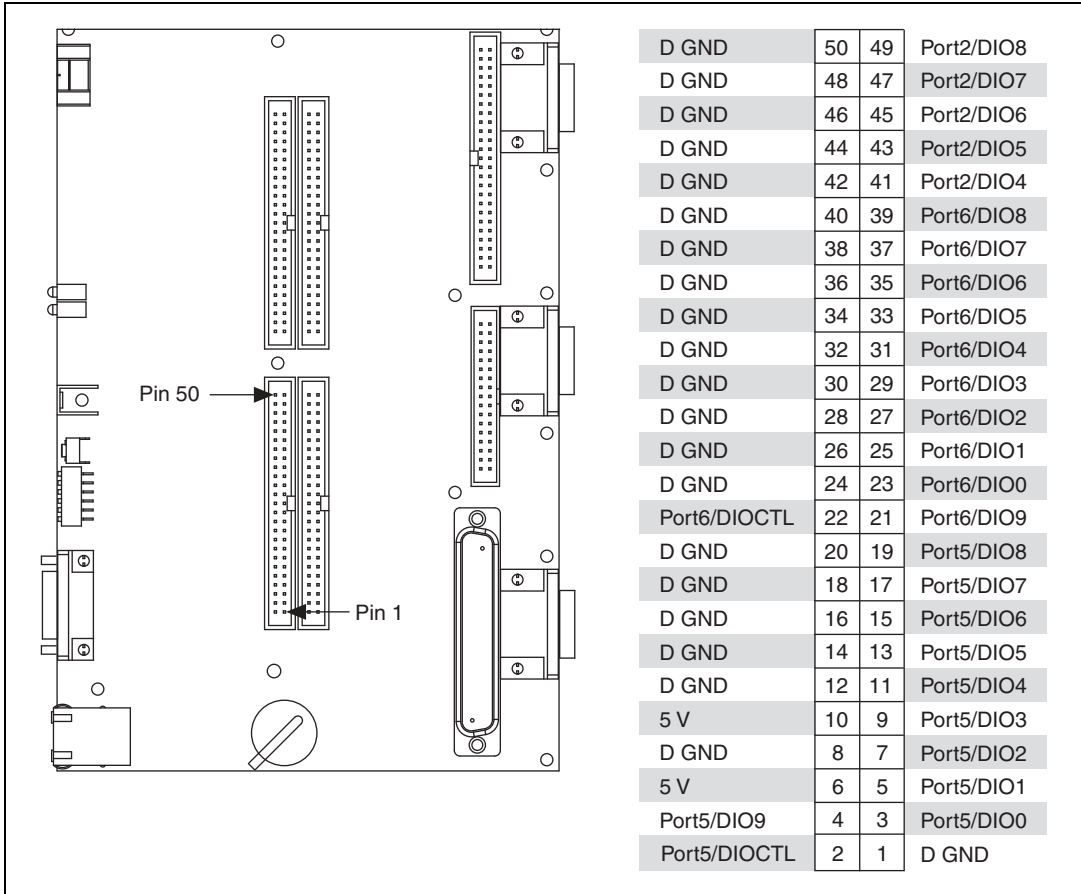 Pin 50
Pin 1
D GND 50 49 Port2/DIO8
D GND 48 47 Port2/DIO7
D GND 46 45 Port2/DIO6
D GND 44 43 Port2/DIO5
D GND 42 41 Port2/DIO4
D GND 40 39 Port6/DIO8
D GND 38 37 Port6/DIO7
D GND 36 35 Port6/DIO6
D GND 34 33 Port6/DIO5
D GND 32 31 Port6/DIO4
D GND 30 29 Port6/DIO3
D GND 28 27 Port6/DIO2
D GND 26 25 Port6/DIO1
D GND 24 23 Port6/DIO0
Port6/DIOCTL 22 21 Port6/DIO9
D GND 20 19 Port5/DIO8
D GND 18 17 Port5/DIO7
D GND 16 15 Port5/DIO6
D GND 14 13 Port5/DIO5
D GND 12 11 Port5/DIO4
5 V 10 9 Port5/DIO3
D GND 8 7 Port5/DIO2
5 V 6 5 Port5/DIO1
Port5/DIO9 4 3 Port5/DIO0
Port5/DIOCTL 2 1 D GND